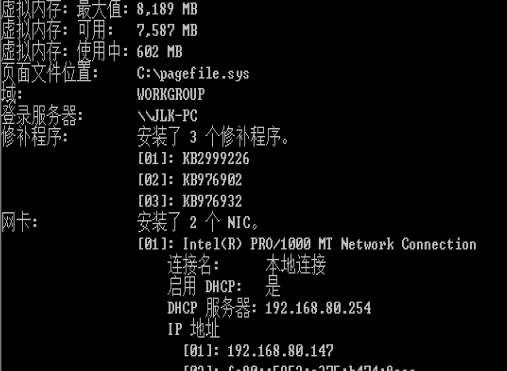 虚拟内存: 最大值: 8,189 MB
虚拟内存: 可用: 7,587 MB
虚拟内存: 使用中: 602 MB
页面文件位置: C:\pagefile.sys
域: WORKGROUP
登录服务器: \\JLK-PC
修补程序: 安装了 3 个修补程序。
[01]: KB2999226
[02]: KB976902
[03]: KB976932
网卡: 安装了 2 个 NIC。
[01]: Intel(R) PRO/1000 MT Network Connection
连接名: 本地连接
启用 DHCP: 是
DHCP 服务器: 192.168.80.254
IP 地址
[01]: 192.168.80.147